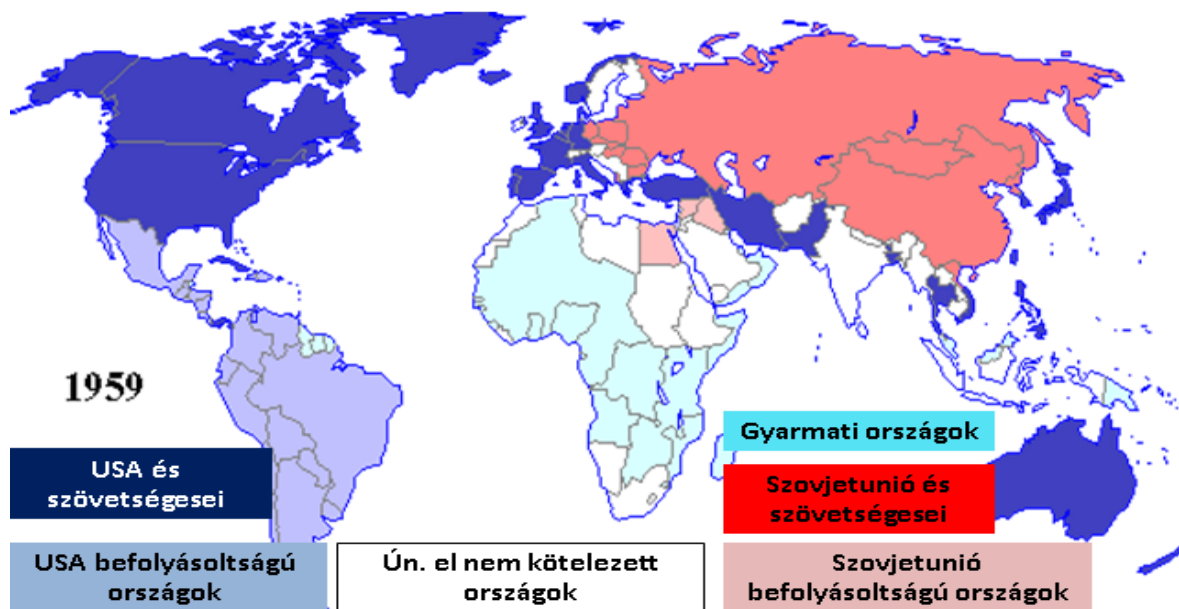 1959
Gyarmati országok
USA és
szövetségesei
Szovjetunió és
szövetségesei
USA befolyásoltságú
országok
Ún. el nem kötelezett
országok
Szovjetunió
befolyásoltságú országok